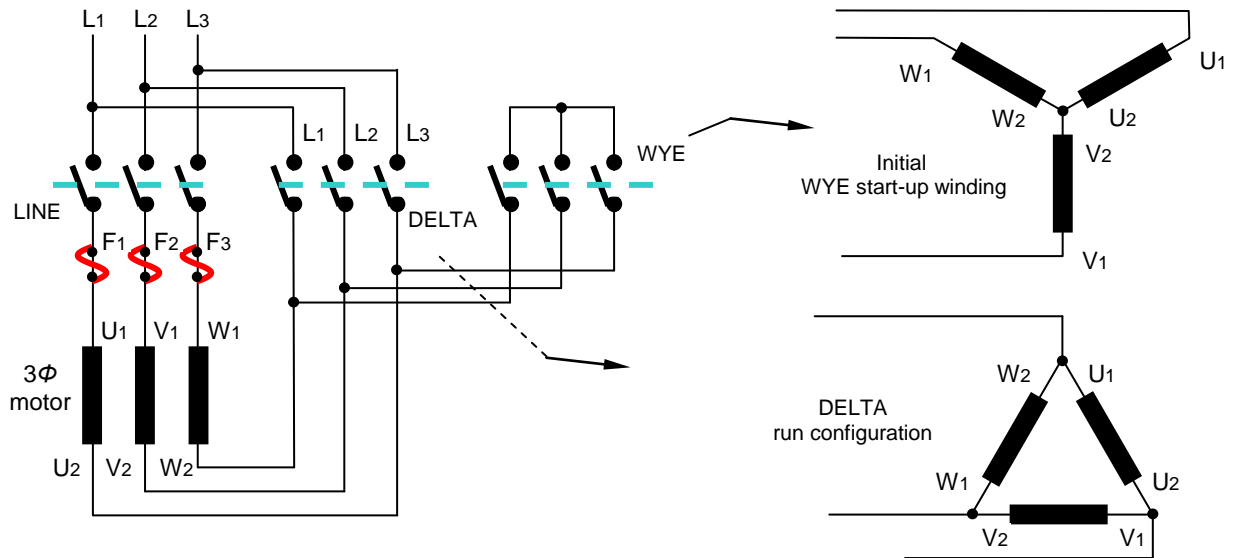 L1 L2 L3
L1 L2 L3
WYE
LINE
DELTA
F1 F2 F3
U1 V1 W1
3Φ
motor
U2 V2 W2
W1
U1
W2
U2
V2
Initial
WYE start-up winding
V1
W2
U1
DELTA
run configuration
W1
U2
V2
V1